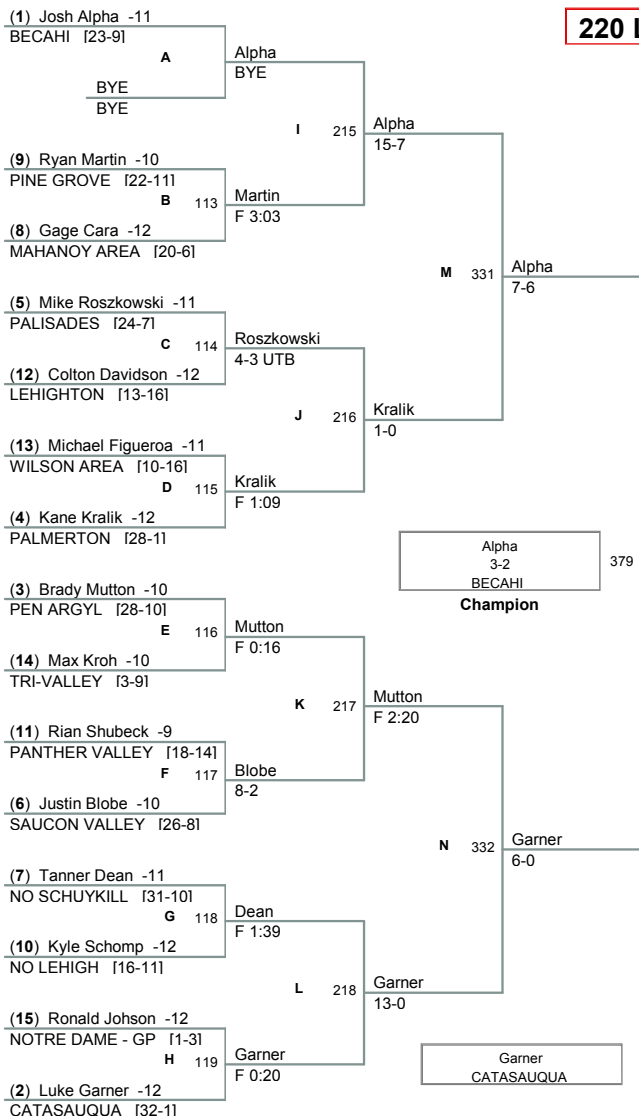 220 L
(1) Josh Alpha -11
BECAHI [23-9]
A
Alpha
BYE
BYE
BYE
I 215
Alpha
15-7
(9) Ryan Martin -10
PINE GROVE [22-11]
B 113
Martin
F 3:03
(8) Gage Cara -12
MAHANOY AREA [20-6]
M 331
Alpha
7-6
(5) Mike Roszkowski -11
PALISADES [24-7]
C 114
Roszkowski
4-3 UTB
(12) Colton Davidson -12
LEHIGHTON [13-16]
J 216
Kralik
1-0
(13) Michael Figueroa -11
WILSON AREA [10-16]
D 115
Kralik
F 1:09
(4) Kane Kralik -12
PALMERTON [28-1]
Alpha
3-2
BECAHI
379
Champion
(3) Brady Mutton -10
PEN ARGYL [28-10]
E 116
Mutton
F 0:16
(14) Max Kroh -10
TRI-VALLEY [3-9]
K 217
Mutton
F 2:20
(11) Rian Shubeck -9
PANTHER VALLEY [18-14]
F 117
Blobe
8-2
(6) Justin Blobe -10
SAUCON VALLEY [26-8]
N 332
Garner
6-0
(7) Tanner Dean -11
NO SCHUYKILL [31-10]
G 118
Dean
F 1:39
(10) Kyle Schomp -12
NO LEHIGH [16-11]
L 218
Garner
13-0
(15) Ronald Johson -12
NOTRE DAME - GP [1-3]
H 119
Garner
F 0:20
(2) Luke Garner -12
CATASAUQUA [32-1]
Garner
CATASAUQUA